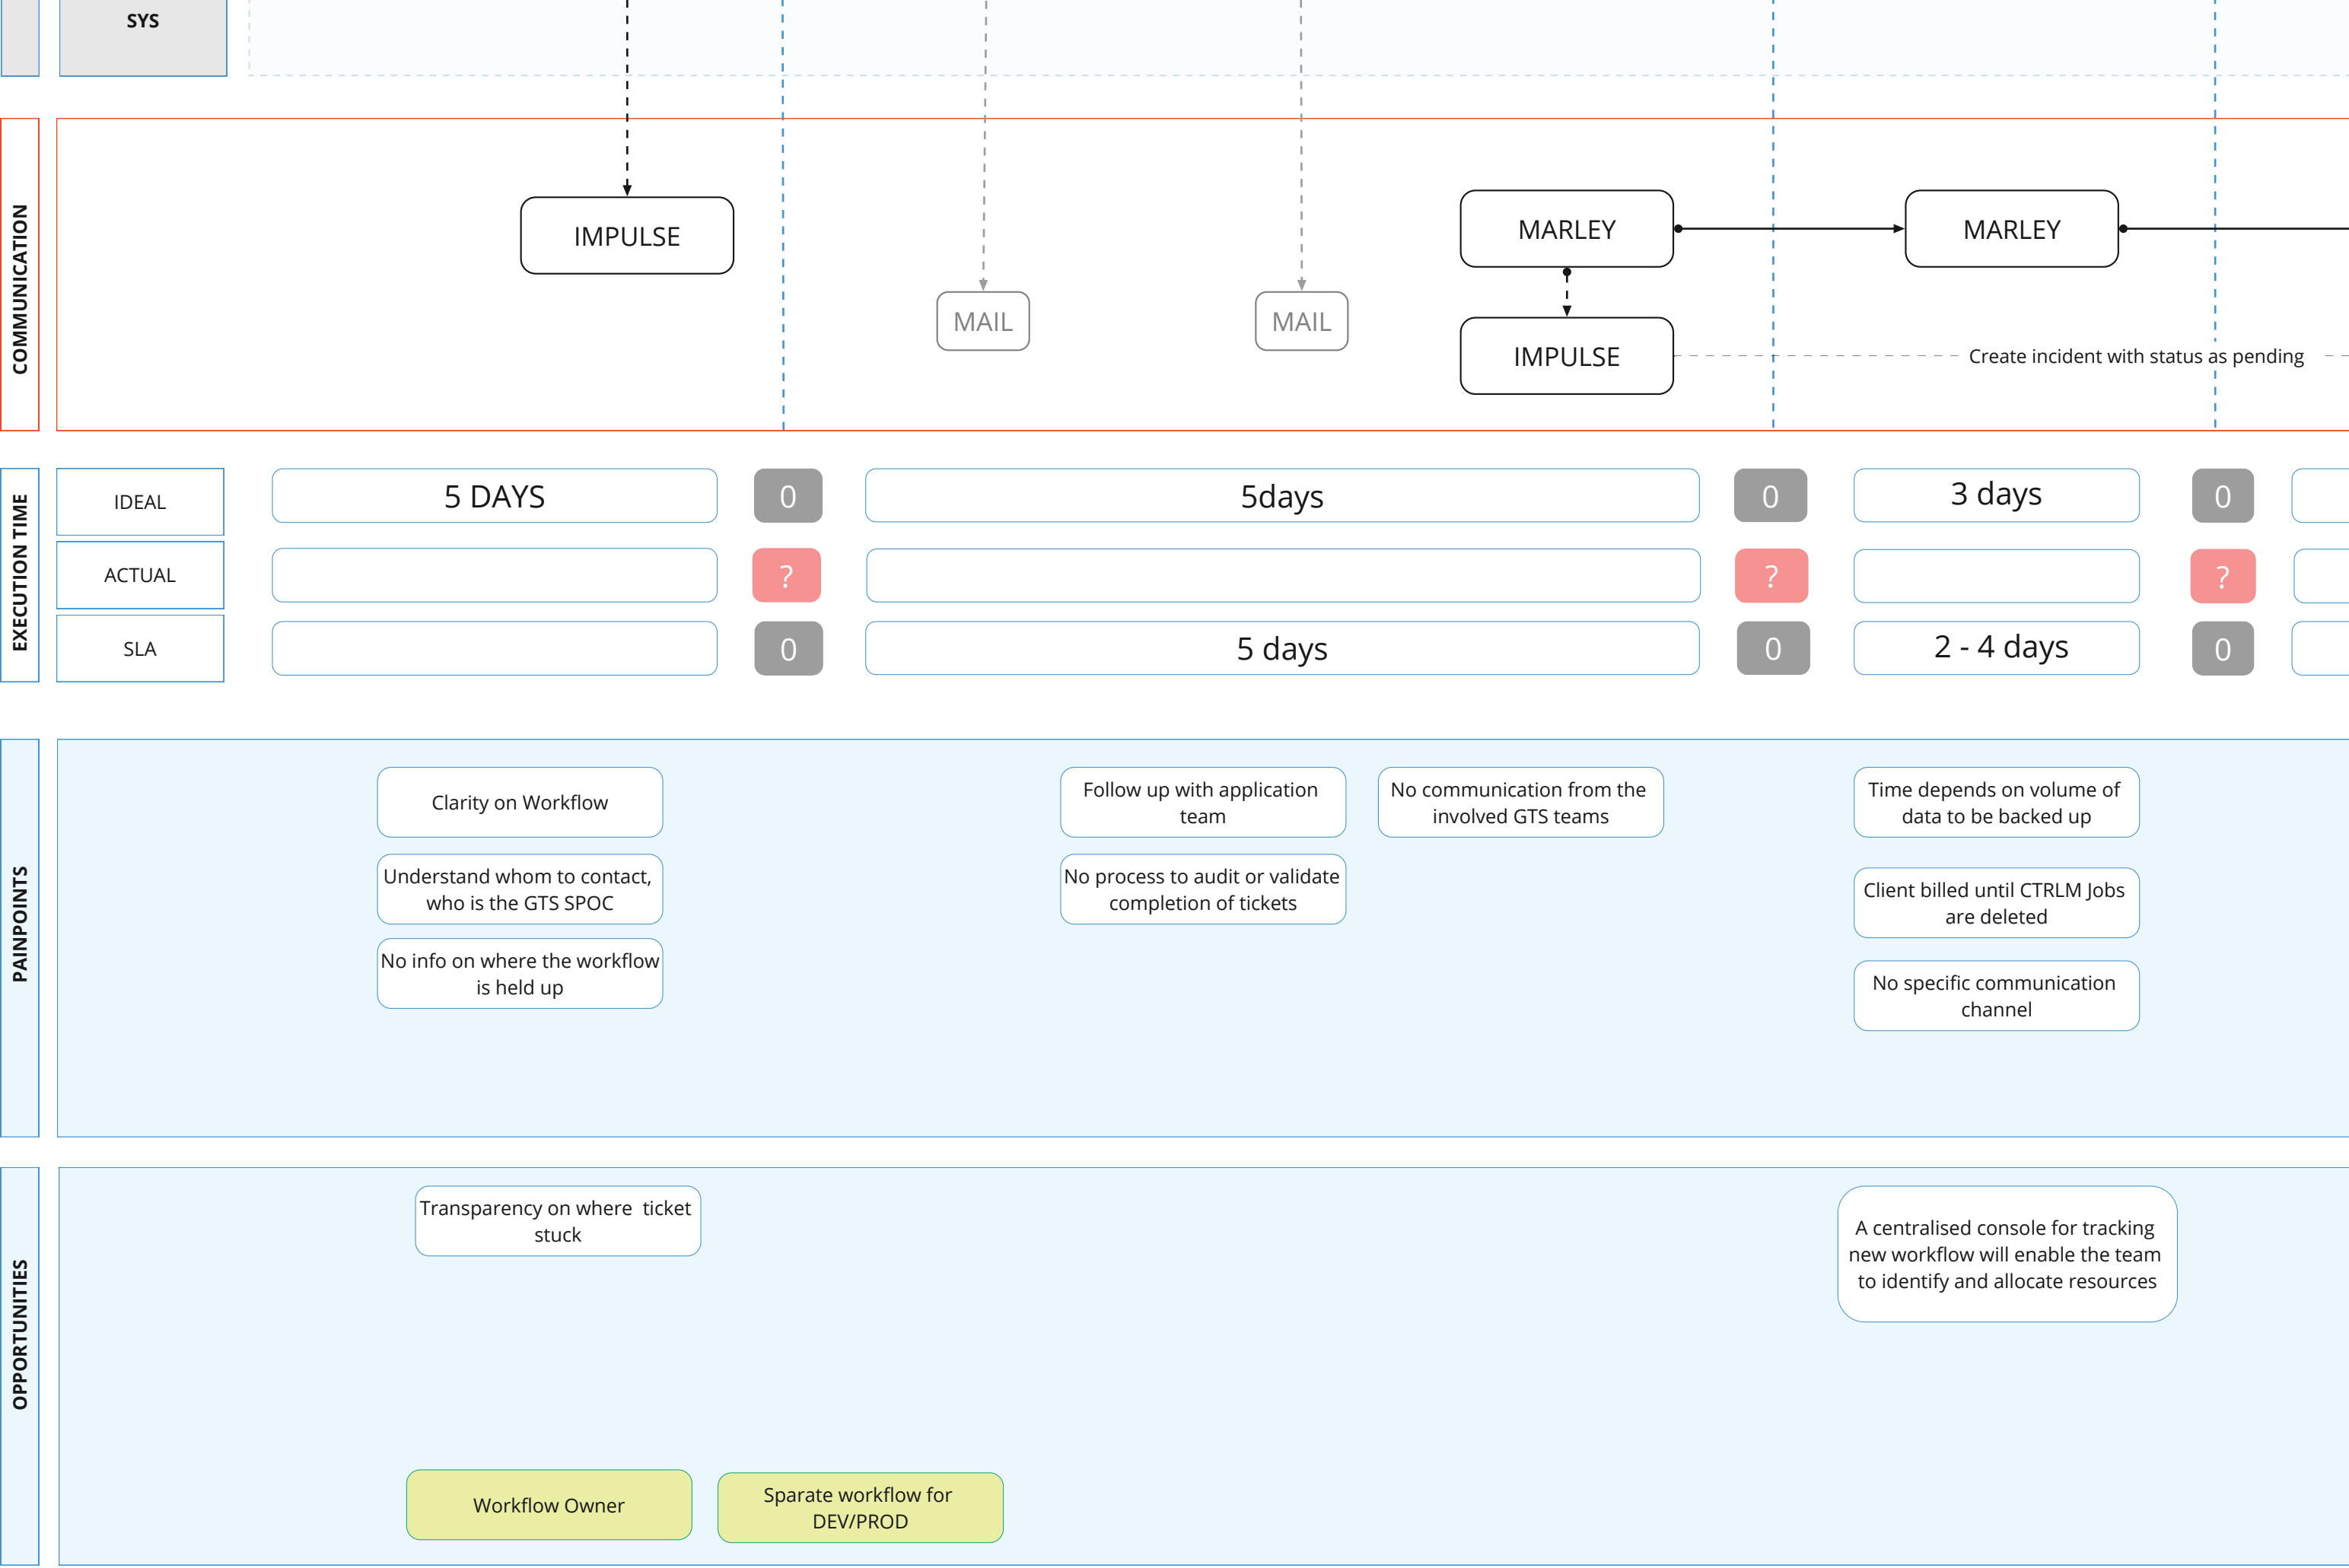 SYS
COMMUNICATION
IMPULSE
MAIL
MAIL
MARLEY
MARLEY
IMPULSE
Create incident with status as pending
EXECUTION TIME
IDEAL
5 DAYS
0
5days
0
3 days
0
ACTUAL
?
?
?
SLA
0
5 days
0
2 - 4 days
0
PAINPOINTS
Clarity on Workflow
Understand whom to contact,
who is the GTS SPOC
No info on where the workflow
is held up
Follow up with application
team
No process to audit or validate
completion of tickets
No communication from the
involved GTS teams
Time depends on volume of
data to be backed up
Client billed until CTRLM Jobs
are deleted
No specific communication
channel
OPPORTUNITIES
Transparency on where  ticket
stuck
A centralised console for tracking
new workflow will enable the team
to identify and allocate resources
Workflow Owner
Sparate workflow for
DEV/PROD